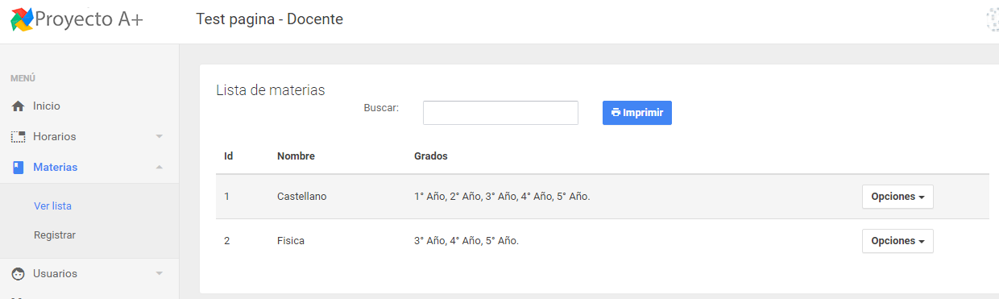 Proyecto A+
Test pagina - Docente
MENÚ
Inicio
Horarios
Materias
Ver lista
Registrar
Usuarios
Lista de materias
Buscar:
Imprimir
Id Nombre Grados
1 Castellano 1° Año, 2° Año, 3° Año, 4° Año, 5° Año. Opciones
2 Fisica 3° Año, 4° Año, 5° Año. Opciones